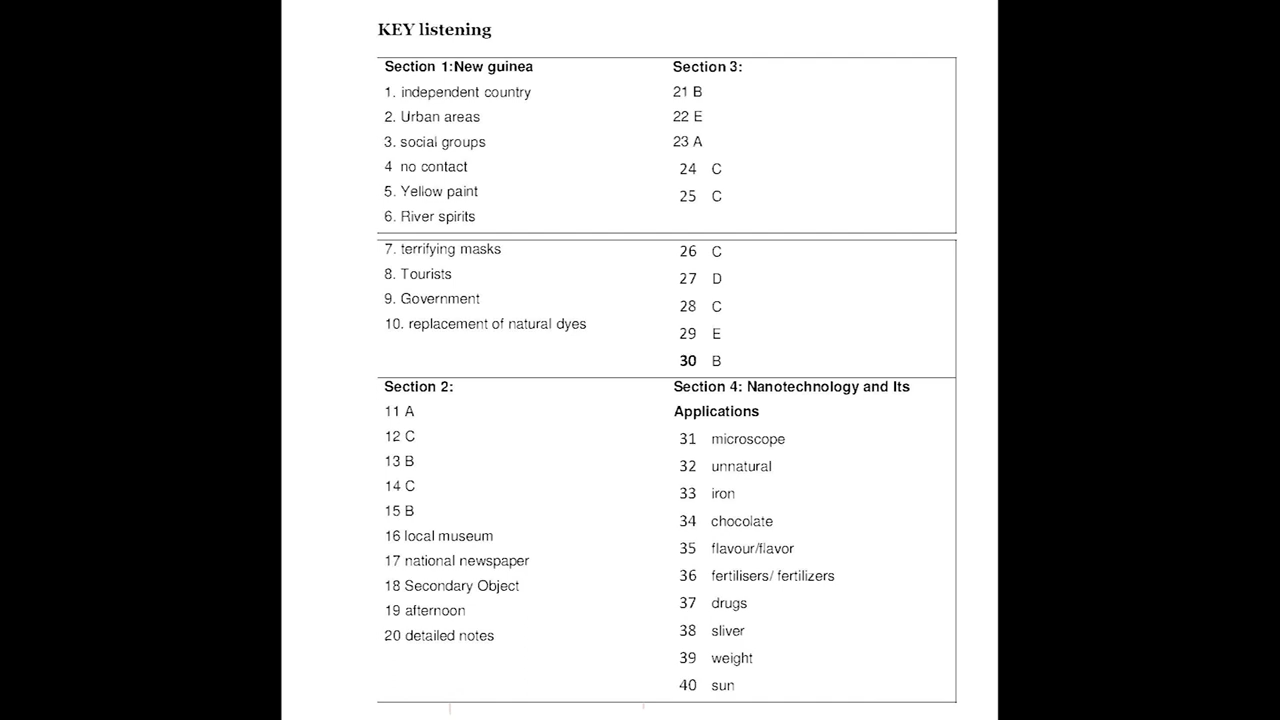 KEY listening
Section 1:New guinea
1. independent country
2. Urban areas
3. social groups
4 no contact
5. Yellow paint
6. River spirits
Section 3:
21 B
22 E
23 A
24 C
25 C
7. terrifying masks
8. Tourists
9. Government
10. replacement of natural dyes
26 C
27 D
28 C
29 E
30 B
Section 2:
11 A
12 C
13 B
14 C
15 B
16 local museum
17 national newspaper
18 Secondary Object
19 afternoon
20 detailed notes
Section 4: Nanotechnology and Its
Applications
31 microscope
32 unnatural
33 iron
34 chocolate
35 flavour/flavor
36 fertilisers/ fertilizers
37 drugs
38 sliver
39 weight
40 sun